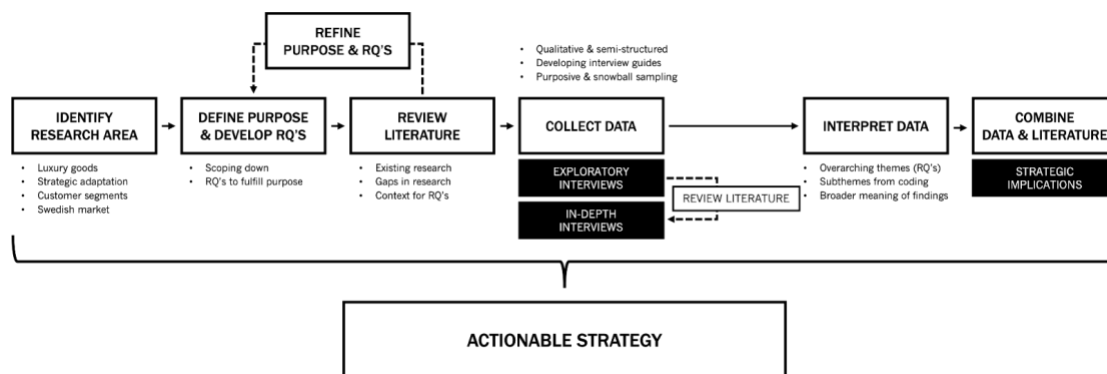 REFINE
PURPOSE & RQ'S
• Qualitative & semi-structured
• Developing interview guides
• Purposive & snowball sampling
IDENTIFY
RESEARCH AREA
DEFINE PURPOSE
& DEVELOP RQ'S
REVIEW
LITERATURE
COLLECT DATA
INTERPRET DATA
COMBINE
DATA & LITERATURE
• Luxury goods
• Strategic adaptation
• Customer segments
• Swedish market
• Scoping down
• RQ's to fulfill purpose
• Existing research
• Gaps in research
• Context for RQ's
EXPLORATORY
INTERVIEWS
IN-DEPTH
INTERVIEWS
REVIEW LITERATURE
• Overarching themes (RQ's)
• Subthemes from coding
• Broader meaning of findings
STRATEGIC
IMPLICATIONS
ACTIONABLE STRATEGY